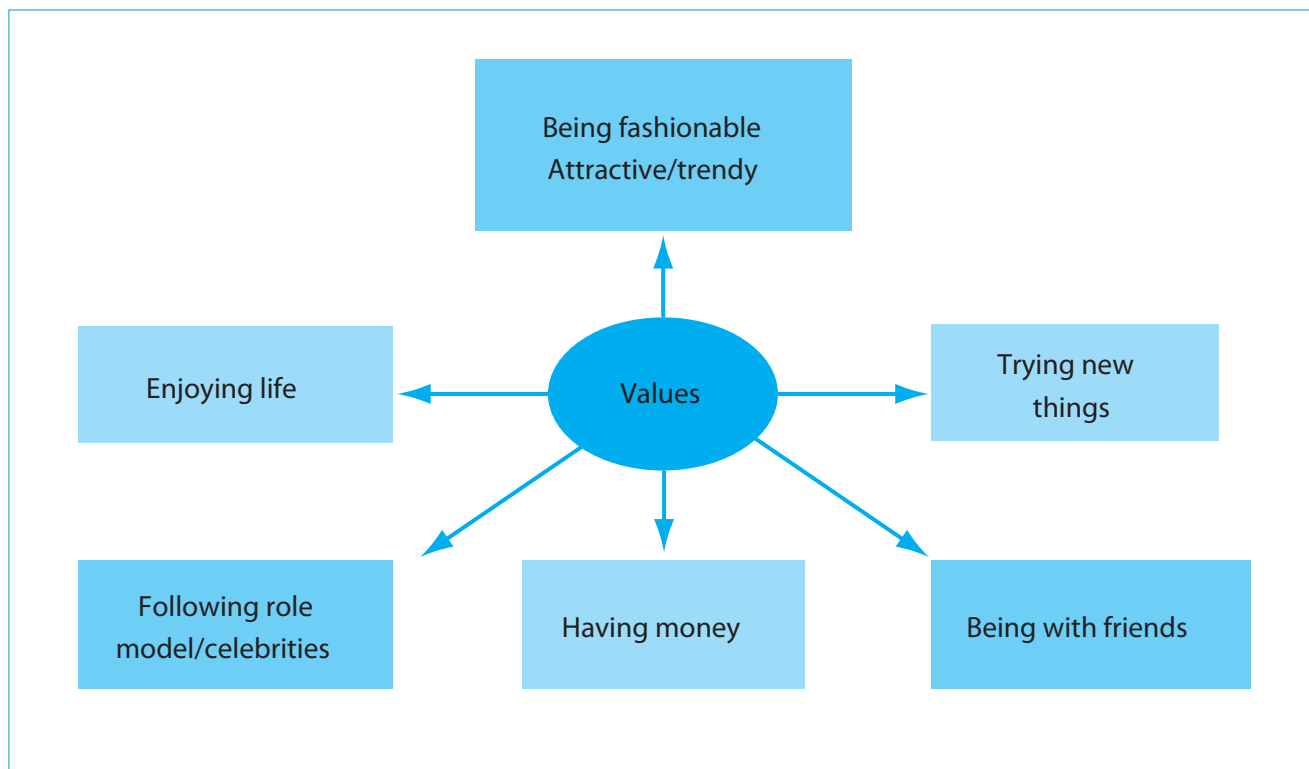 Being fashionable
Attractive/trendy
Enjoying life
Values
Trying new
things
Following role
model/celebrities
Having money
Being with friends